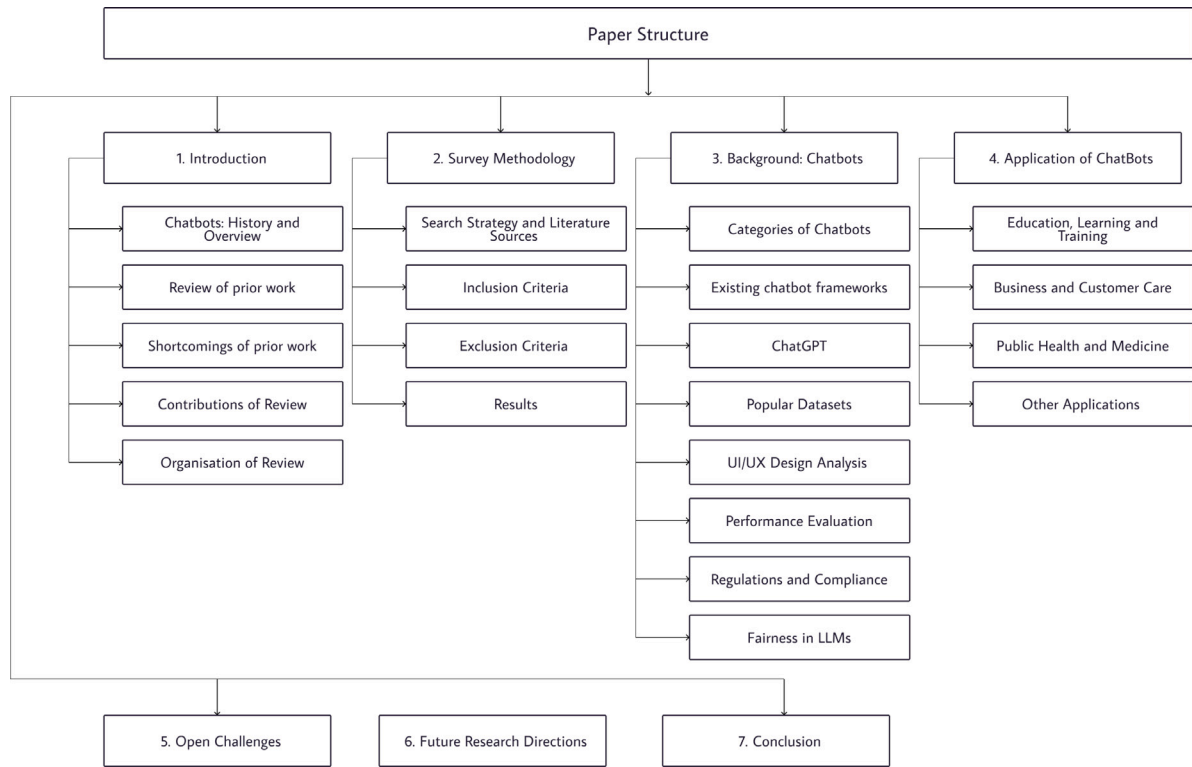 Paper Structure
1. Introduction
2. Survey Methodology
3. Background: Chatbots
4. Application of ChatBots
Chatbots: History and
Overview
Review of prior work
Shortcomings of prior work
Contributions of Review
Organisation of Review
Search Strategy and Literature
Sources
Inclusion Criteria
Exclusion Criteria
Results
Categories of Chatbots
Existing chatbot frameworks
ChatGPT
Popular Datasets
UI/UX Design Analysis
Performance Evaluation
Regulations and Compliance
Fairness in LLMs
Education, Learning and
Training
Business and Customer Care
Public Health and Medicine
Other Applications
5. Open Challenges
6. Future Research Directions
7. Conclusion